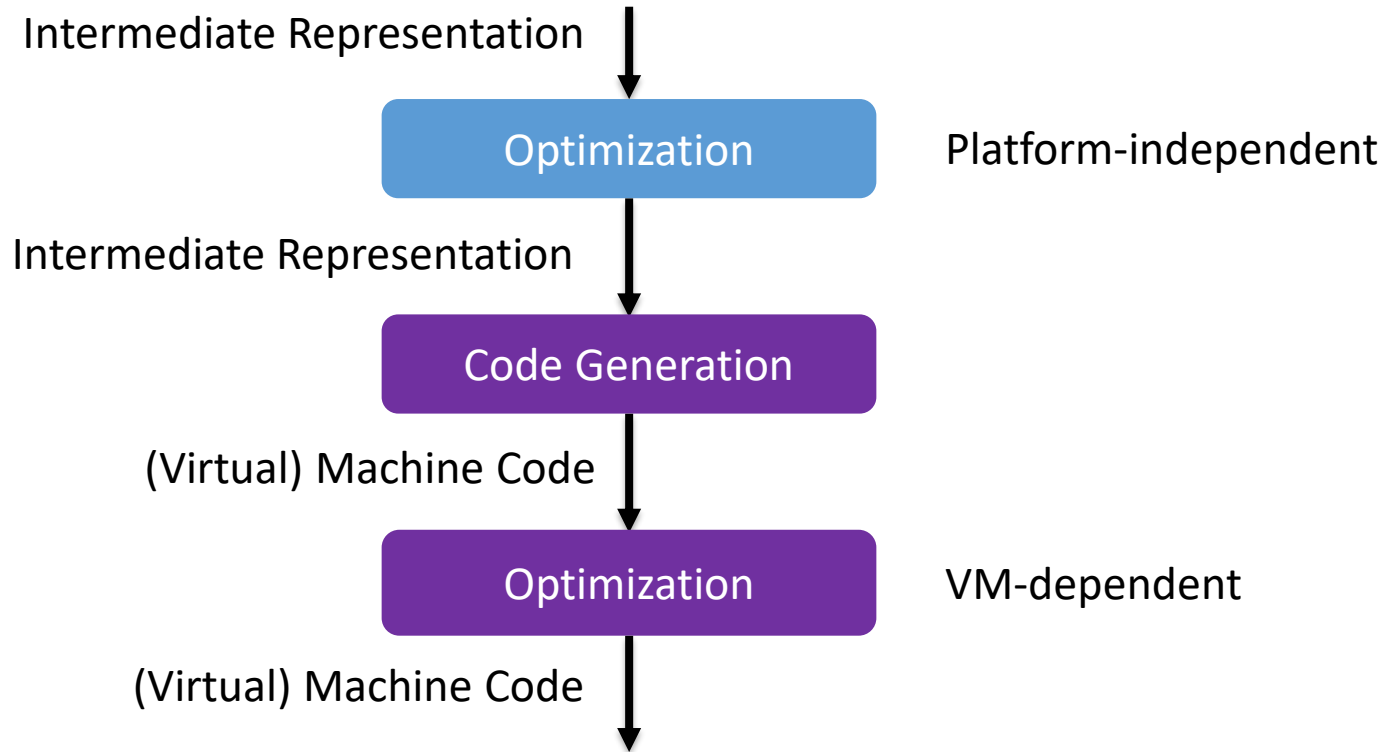 Intermediate Representation
Optimization
Platform-independent
Intermediate Representation
Code Generation
(Virtual) Machine Code
Optimization
VM-dependent
(Virtual) Machine Code